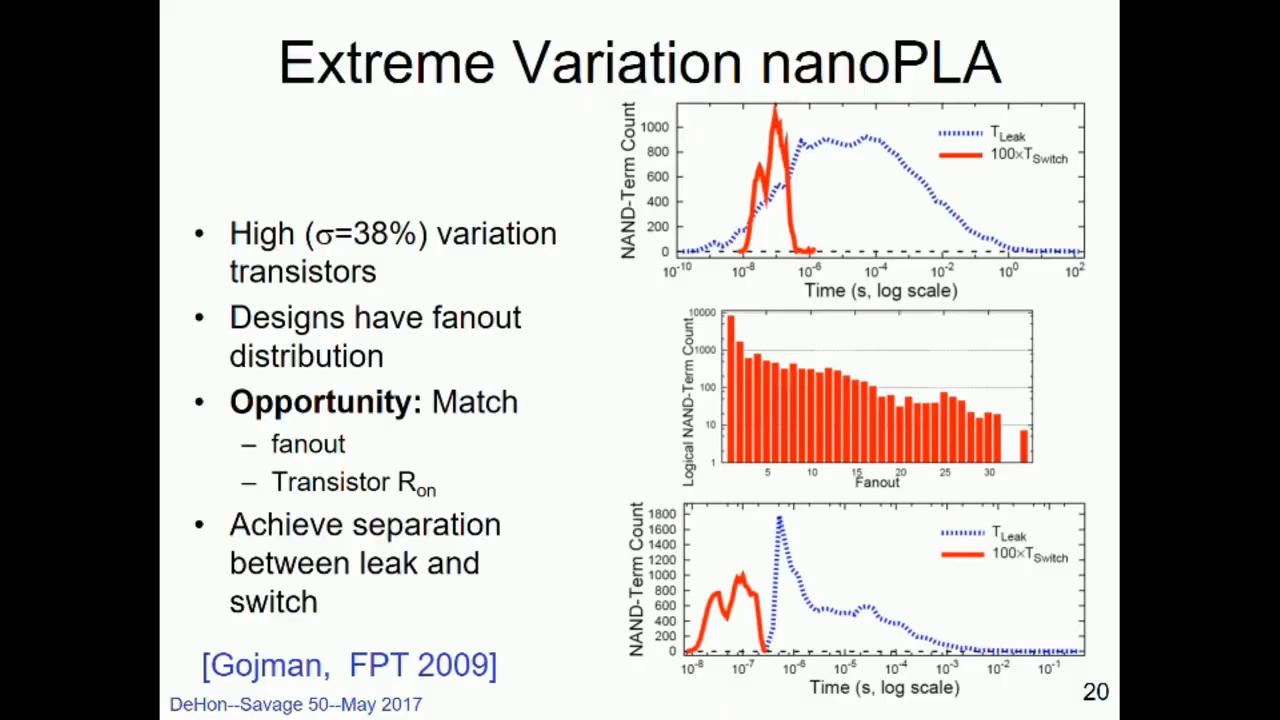 Extreme Variation nanoPLA
• High (σ=38%) variation
transistors
• Designs have fanout
distribution
• Opportunity: Match
– fanout
– Transistor Ron
• Achieve separation
between leak and
switch
[Gojman, FPT 2009]
DeHon--Savage 50--May 2017
NAND-Term Count
1000
800
600
400
200
0
TLeak
100×TSwitch
10-10 10-8 10-6 10-4 10-2 100 102
Time (s, log scale)
Logical NAND-Term Count
10000
1000
100
10
1
5 10 15 20 25 30
Fanout
NAND-Term Count
1800
1600
1400
1200
1000
800
600
400
200
0
TLeak
100×TSwitch
10-8 10-7 10-6 10-5 10-4 10-3 10-2 10-1
Time (s, log scale)
20